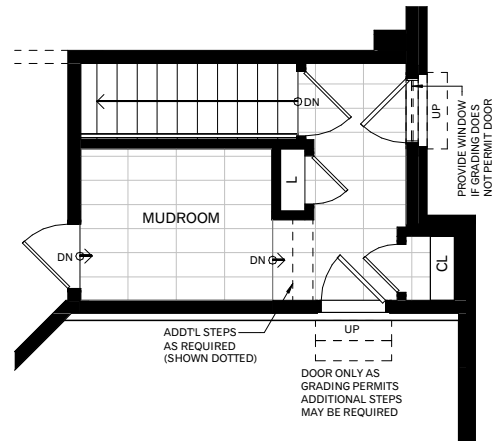 DN
UP
PROVIDE WINDOW
IF GRADING DOES
NOT PERMIT DOOR
L
MUDROOM
DN
DN
CL
ADDT'L STEPS
AS REQUIRED
(SHOWN DOTTED)
UP
DOOR ONLY AS
GRADING PERMITS
ADDITIONAL STEPS
MAY BE REQUIRED